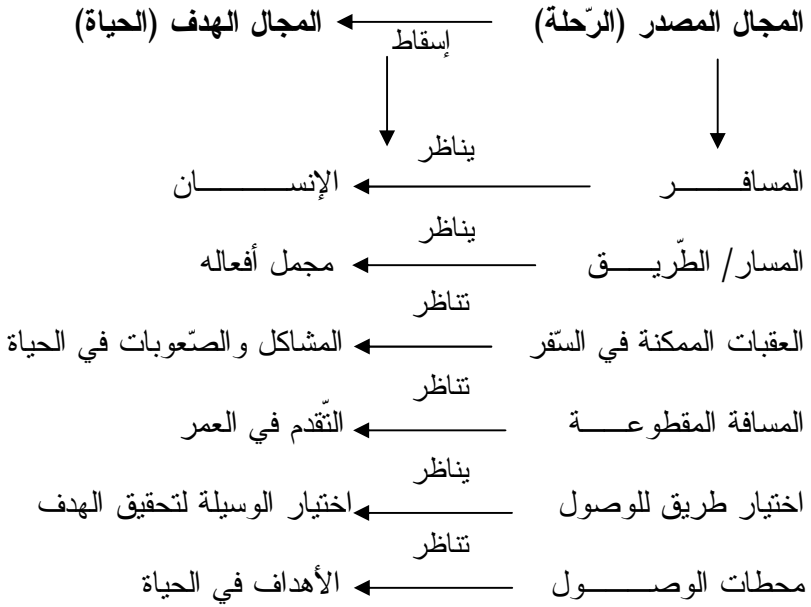 المجال المصدر (الرّحلة) المجال الهدف (الحياة)
إسقاط
يناظر
المسافــــــر الإنســـــــــان
يناظر
المسار/ الطّريـــــق مجمل أفعاله
تناظر
العقبات الممكنة في السّفر المشاكل والصّعوبات في الحياة
تناظر
المسافة المقطوعــــــة التّقدم في العمر
يناظر
اختيار طريق للوصول اختيار الوسيلة لتحقيق الهدف
تناظر
محطات الوصـــــــول الأهداف في الحياة